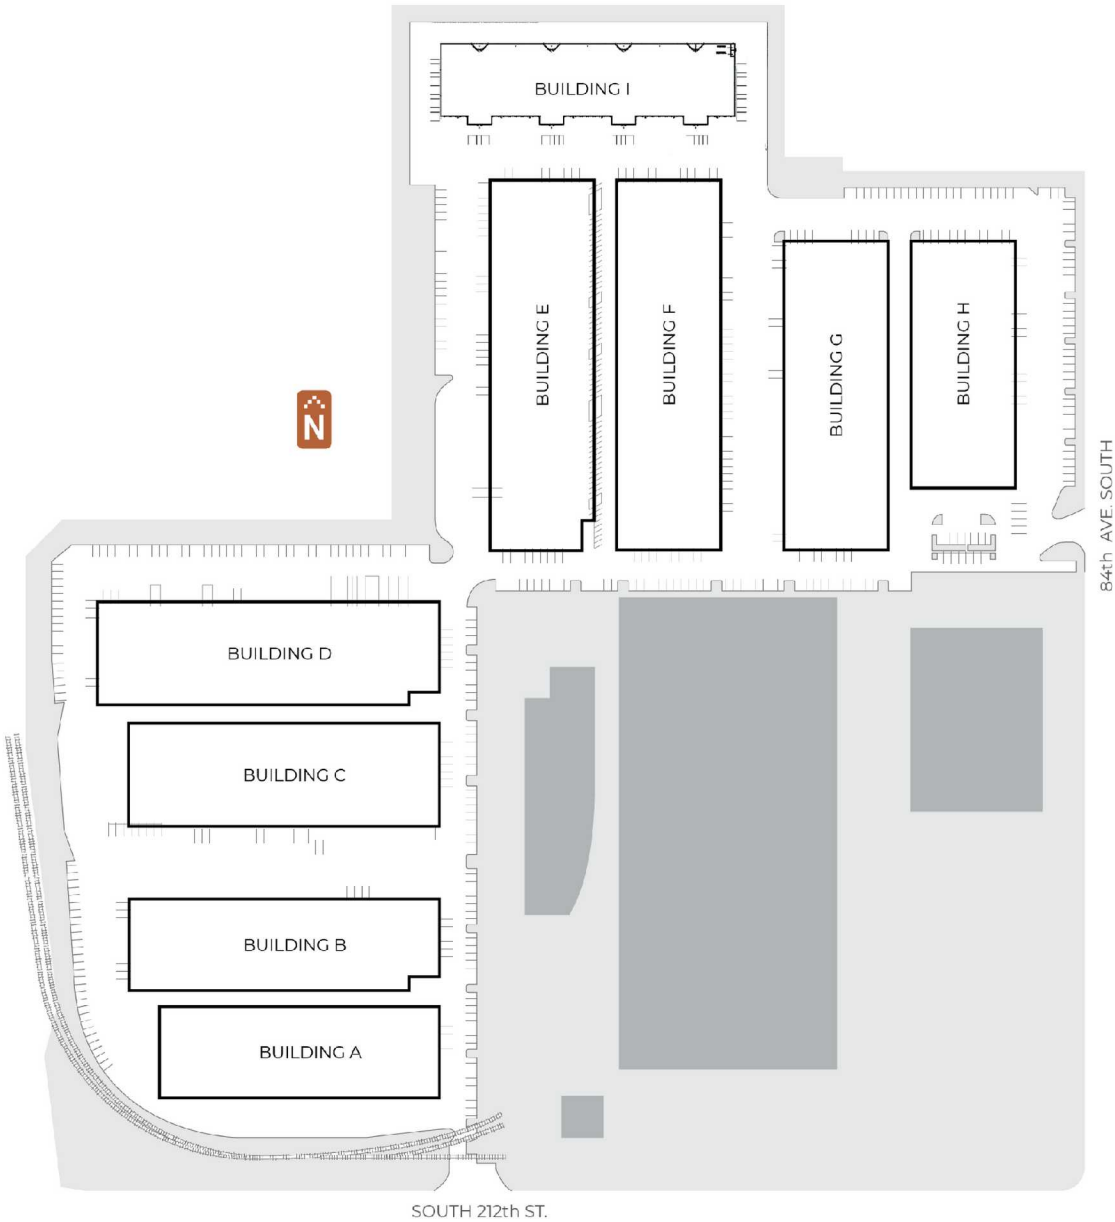 BUILDING I
BUILDING E
BUILDING F
BUILDING G
BUILDING H
N
84th AVE. SOUTH
BUILDING D
BUILDING C
BUILDING B
BUILDING A
SOUTH 212th ST.